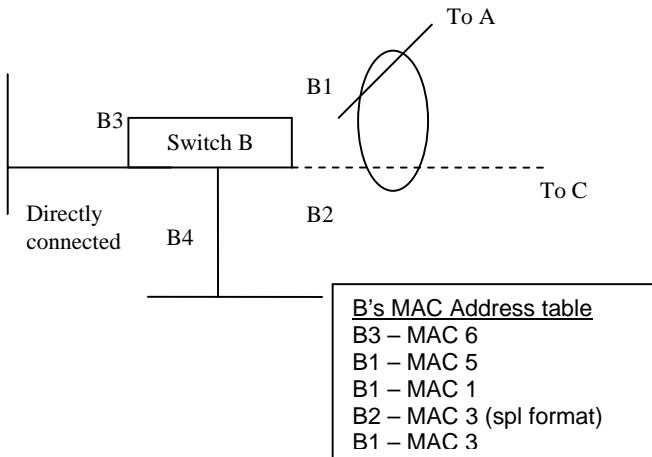 To A
B1
B3
Switch B
To C
B2
Directly
connected
B4
B's MAC Address table
B3 – MAC 6
B1 – MAC 5
B1 – MAC 1
B2 – MAC 3 (spl format)
B1 – MAC 3